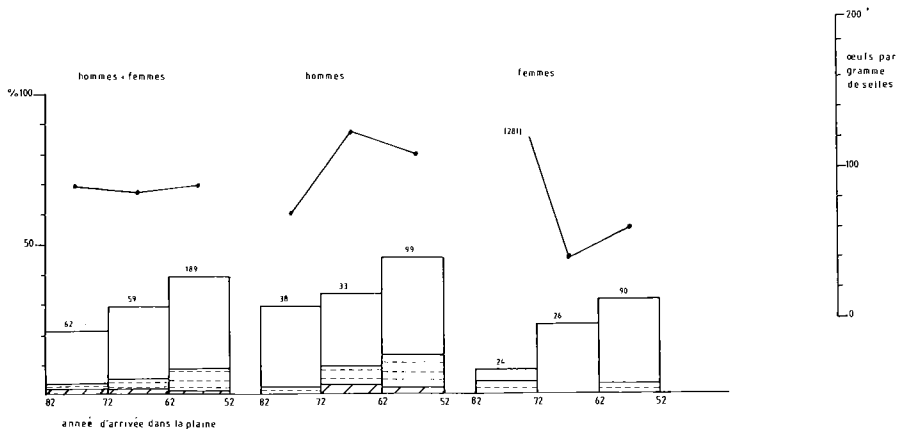 200
hommes + femmes
hommes
femmes
œufs par
gramme
de selles
% 100
(281)
100
50
189
99
59
33
90
62
38
26
24
0
82 72 62 52
82 72 62 52
82 72 62 52
année d'arrivée dans la plaine